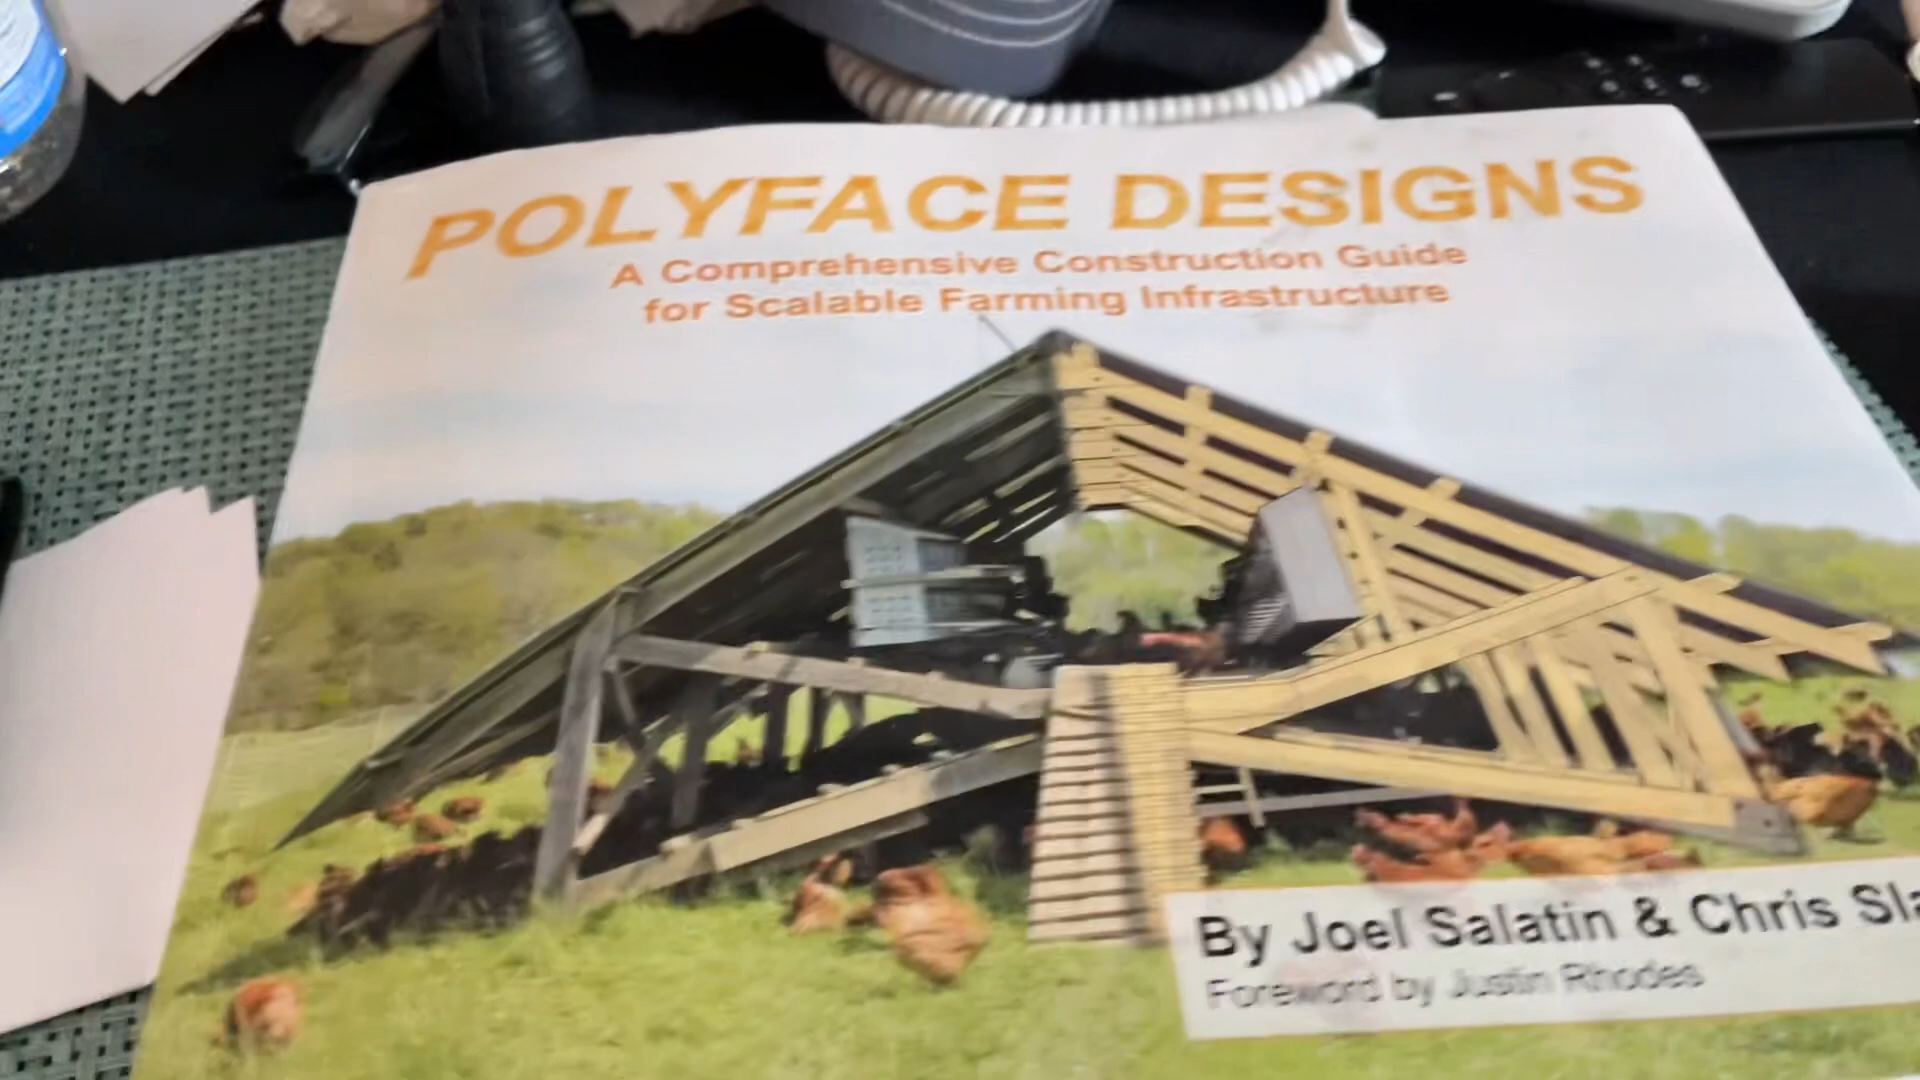 POLYFACE DESIGNS
A Comprehensive Construction Guide
for Scalable Farming Infrastructure
By Joel Salatin & Chris
Foreword by Justin Rhodes